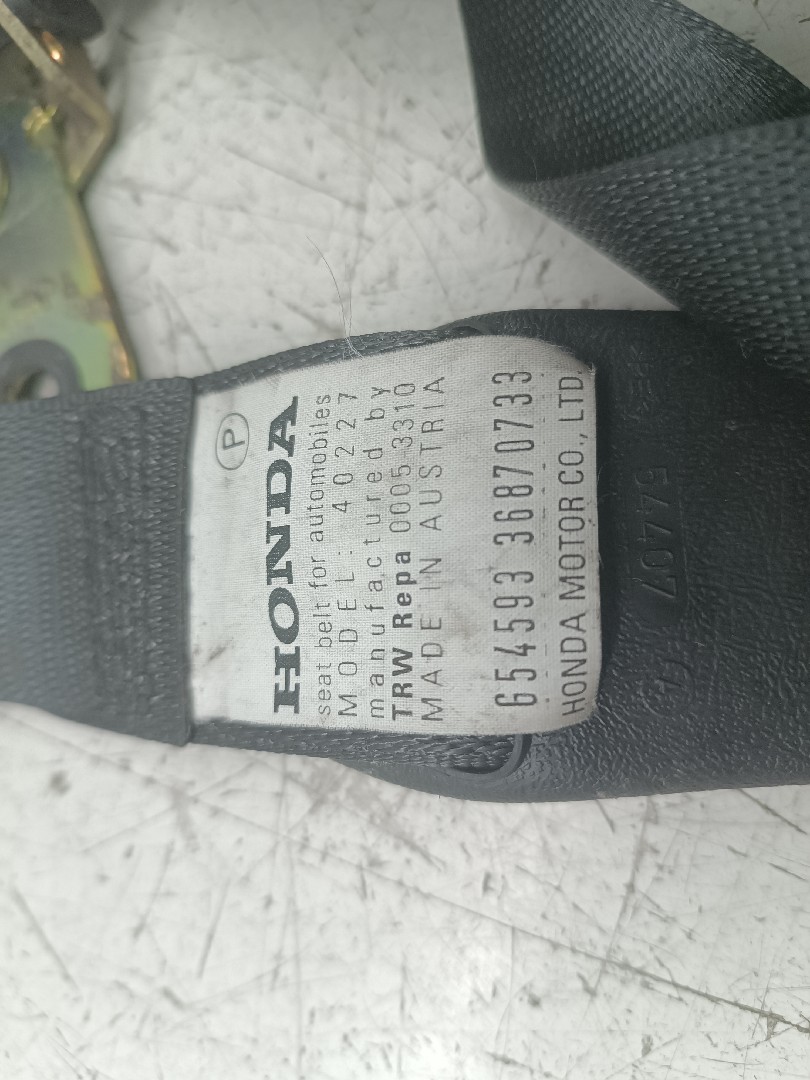 P
HONDA
seat belt for automobiles
MODEL: 40227
manufactured by
TRW Repa 0005 3310
MADE IN AUSTRIA
654593 36870733
HONDA MOTOR CO., LTD.
54407